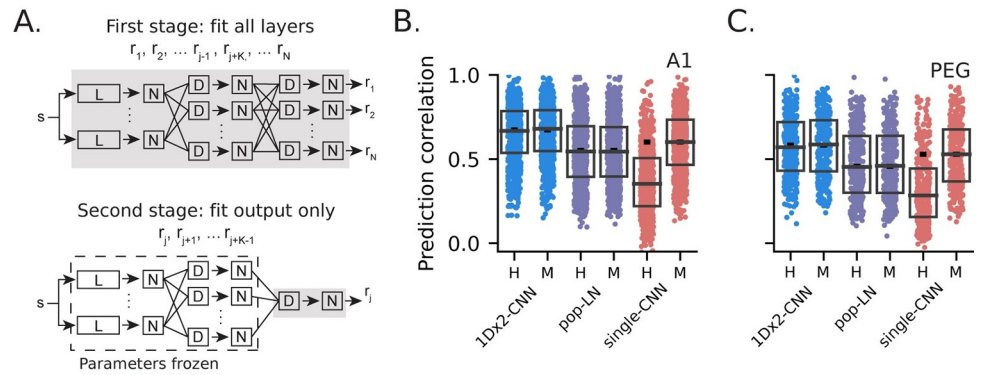 A.
First stage: fit all layers
r1, r2, ... rj-1 , rj+K, ... rN
L
N
D
N
D
N
r1
s
D
N
D
N
r2
L
N
D
N
D
N
rN
Second stage: fit output only
rj, rj+1, ... rj+K-1
L
N
D
N
s
D
N
D
N
rj
L
N
D
N
Parameters frozen
B.
A1
Prediction correlation
1.0
0.5
0.0
H M H M H M
1Dx2-CNN
pop-LN
single-CNN
C.
PEG
H M H M H M
1Dx2-CNN
pop-LN
single-CNN